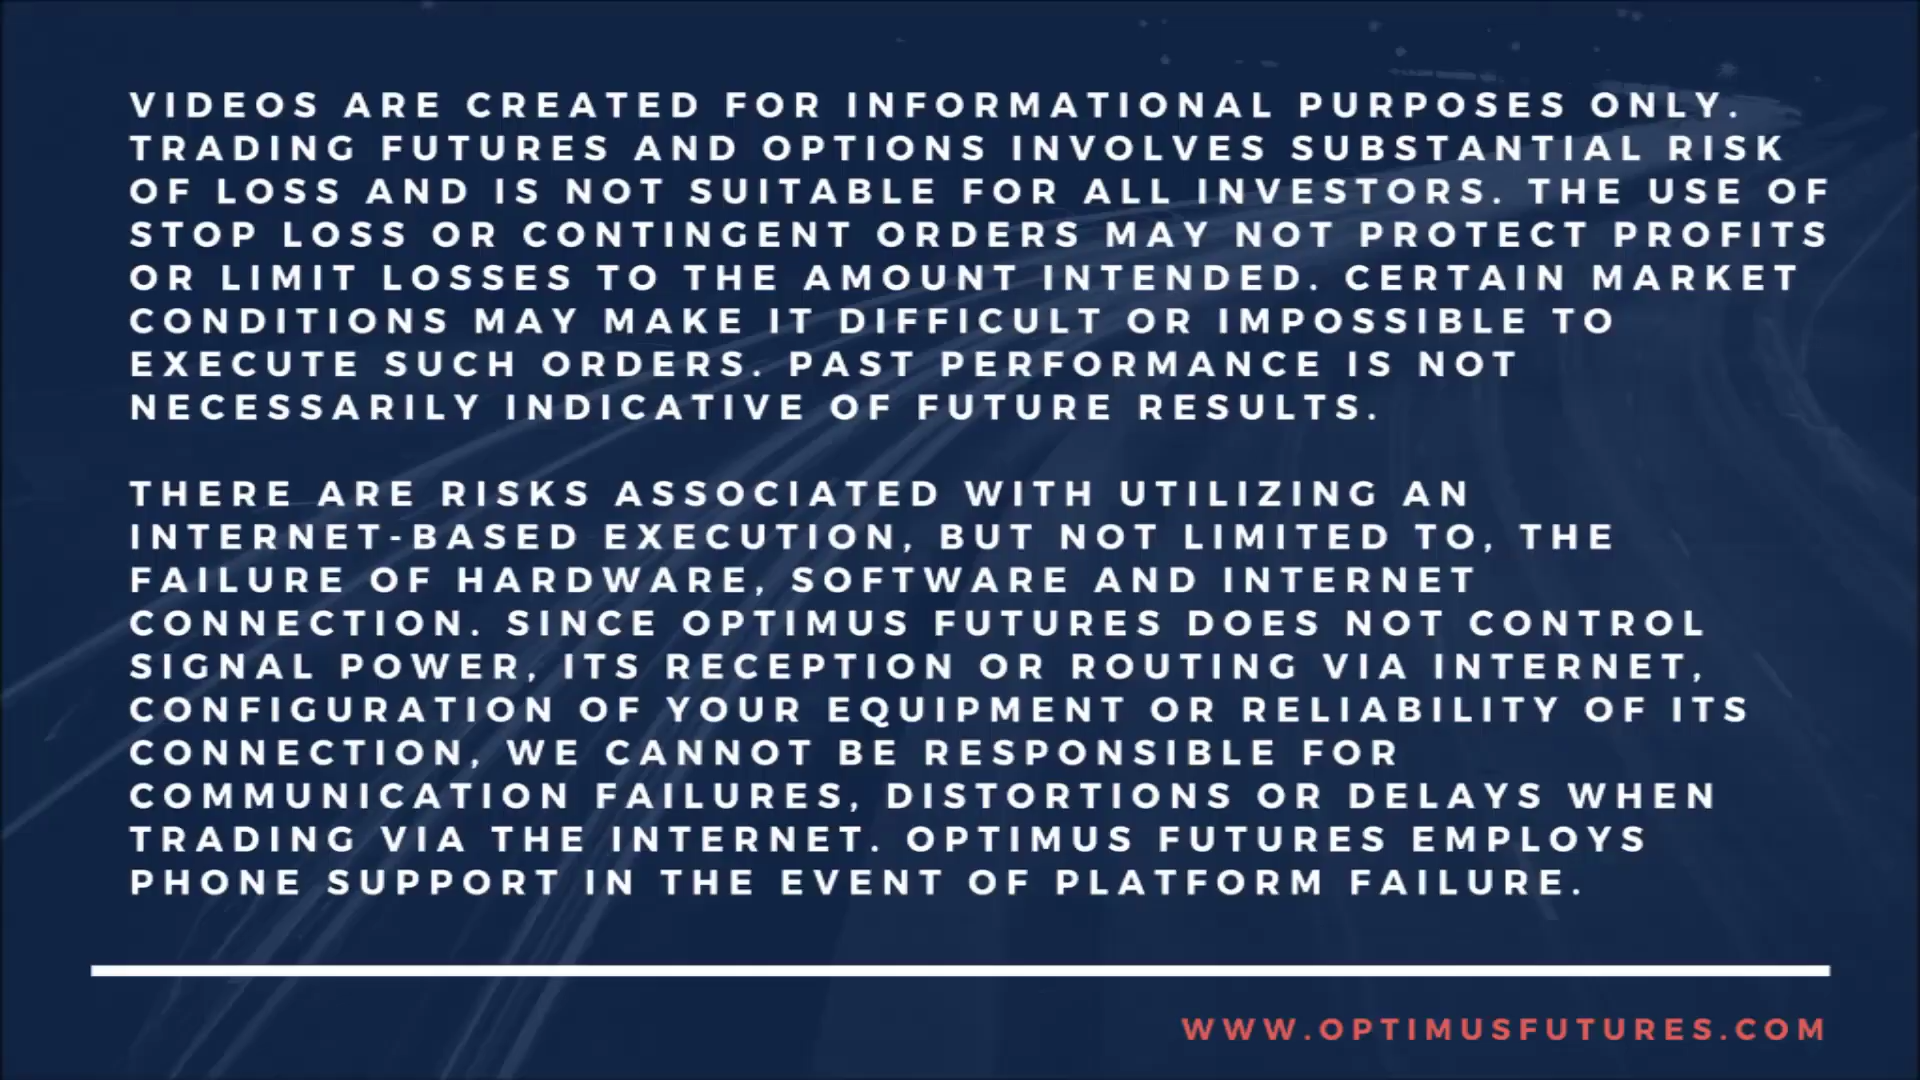 VIDEOS ARE CREATED FOR INFORMATIONAL PURPOSES ONLY.
TRADING FUTURES AND OPTIONS INVOLVES SUBSTANTIAL RISK
OF LOSS AND IS NOT SUITABLE FOR ALL INVESTORS. THE USE OF
STOP LOSS OR CONTINGENT ORDERS MAY NOT PROTECT PROFITS
OR LIMIT LOSSES TO THE AMOUNT INTENDED. CERTAIN MARKET
CONDITIONS MAY MAKE IT DIFFICULT OR IMPOSSIBLE TO
EXECUTE SUCH ORDERS. PAST PERFORMANCE IS NOT
NECESSARILY INDICATIVE OF FUTURE RESULTS.
THERE ARE RISKS ASSOCIATED WITH UTILIZING AN
INTERNET-BASED EXECUTION, BUT NOT LIMITED TO, THE
FAILURE OF HARDWARE, SOFTWARE AND INTERNET
CONNECTION. SINCE OPTIMUS FUTURES DOES NOT CONTROL
SIGNAL POWER, ITS RECEPTION OR ROUTING VIA INTERNET,
CONFIGURATION OF YOUR EQUIPMENT OR RELIABILITY OF ITS
CONNECTION, WE CANNOT BE RESPONSIBLE FOR
COMMUNICATION FAILURES, DISTORTIONS OR DELAYS WHEN
TRADING VIA THE INTERNET. OPTIMUS FUTURES EMPLOYS
PHONE SUPPORT IN THE EVENT OF PLATFORM FAILURE.
WWW.OPTIMUSFUTURES.COM